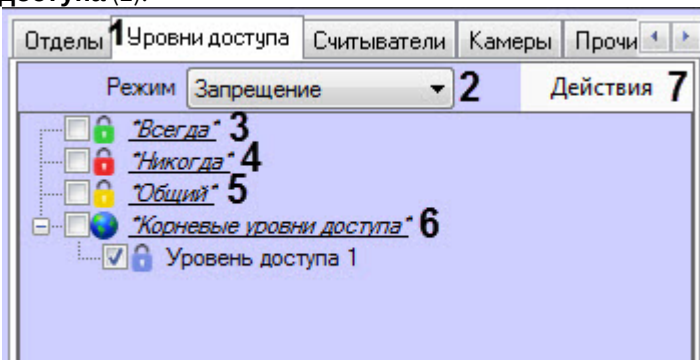 доступа (2).
Отделы 1 Уровни доступа Считыватели Камеры Прочи
Режим Запрещение 2 Действия 7
"Всегда" 3
"Никогда" 4
"Общий" 5
"Корневые уровни доступа" 6
Уровень доступа 1